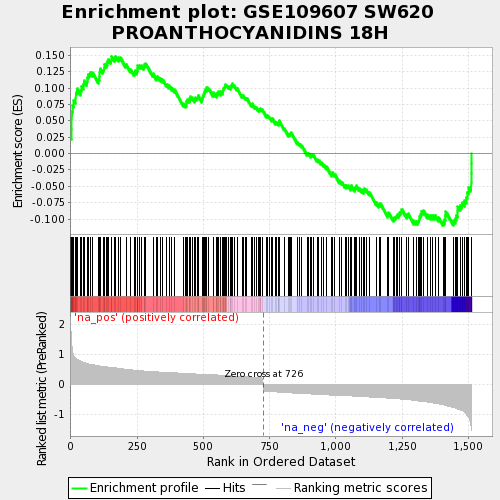 Enrichment plot: GSE109607 SW620
PROANTHOCYANIDINS 18H
Enrichment score (ES)
0.150
0.125
0.100
0.075
0.050
0.025
0.000
-0.025
-0.050
-0.075
-0.100
'na_pos' (positively correlated)
Ranked list metric (PreRanked)
2
1
0
-1
Zero cross at 726
'na_neg' (negatively correlated)
0
250
500
750
1,000
1,250
1,500
Rank in Ordered Dataset
Enrichment profile
Hits
Ranking metric scores